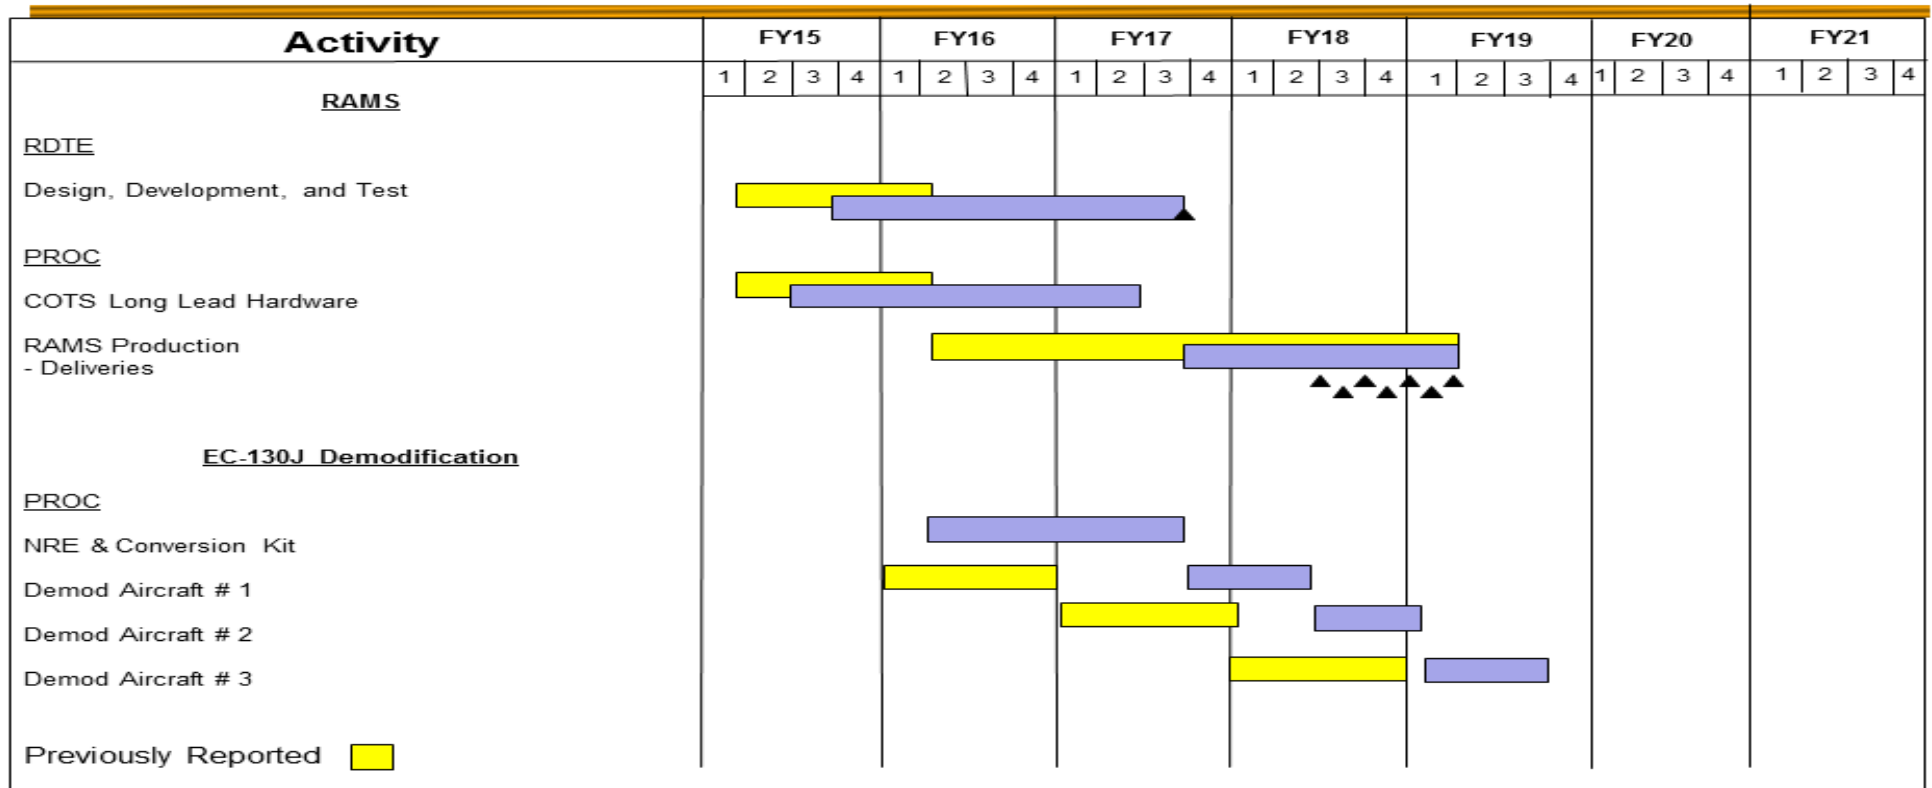 Activity FY15 FY16 FY17 FY18 FY19 FY20 FY21
1 2 3 4 1 2 3 4 1 2 3 4 1 2 3 4 1 2 3 4 1 2 3 4 1 2 3 4
RAMS
RDTE
Design, Development, and Test
PROC
COTS Long Lead Hardware
RAMS Production
- Deliveries
EC-130J Demodification
PROC
NRE & Conversion Kit
Demod Aircraft # 1
Demod Aircraft # 2
Demod Aircraft # 3
Previously Reported